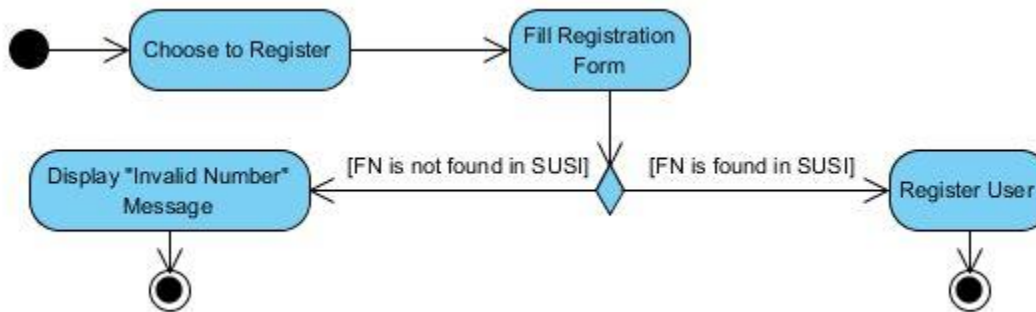 Choose to Register
Fill Registration
Form
[FN is not found in SUSI]
[FN is found in SUSI]
Display "Invalid Number"
Message
Register User